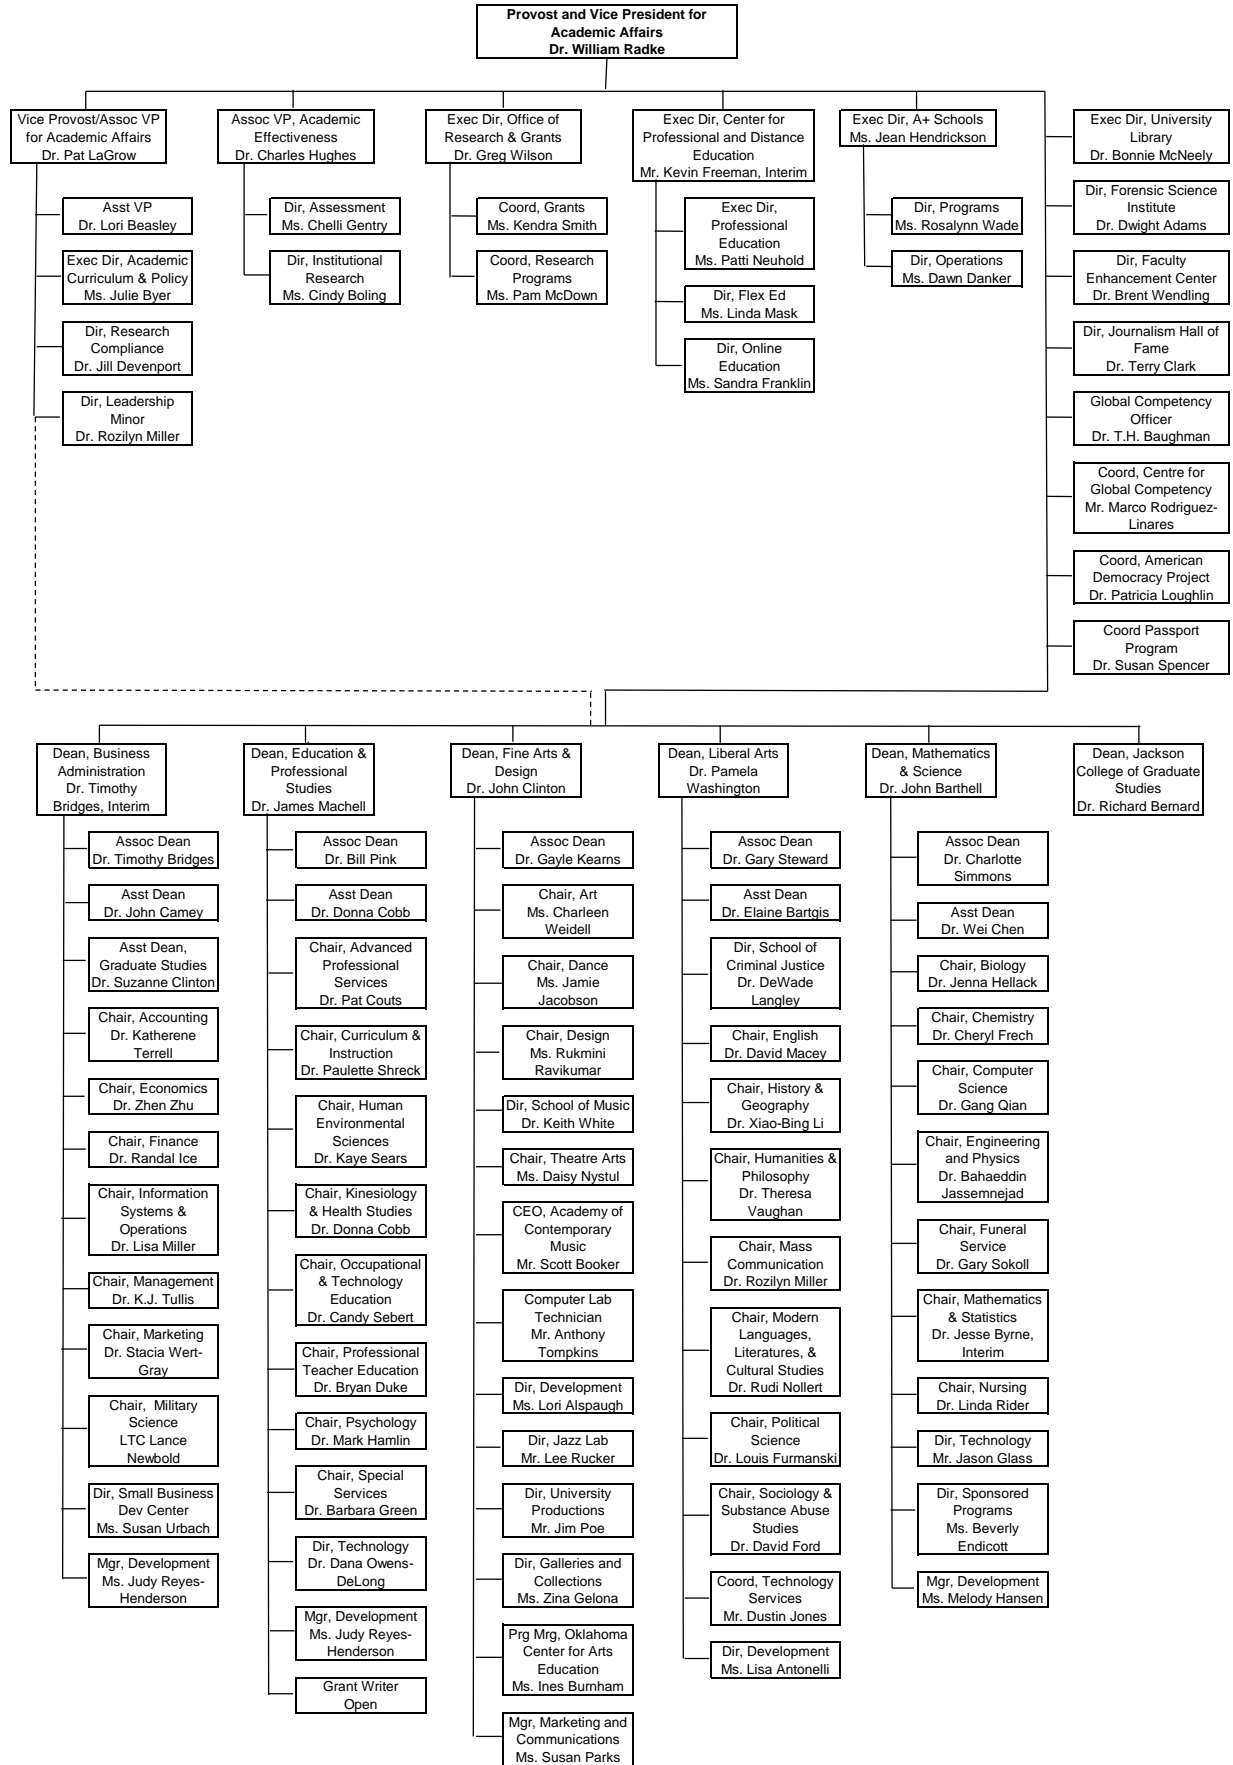 Provost and Vice President for
Academic Affairs
Dr. William Radke
Vice Provost/Assoc VP
for Academic Affairs
Dr. Pat LaGrow
Asst VP
Dr. Lori Beasley
Exec Dir, Academic
Curriculum & Policy
Ms. Julie Byer
Dir, Research
Compliance
Dr. Jill Devenport
Dir, Leadership
Minor
Dr. Rozilyn Miller
Assoc VP, Academic
Effectiveness
Dr. Charles Hughes
Dir, Assessment
Ms. Chelli Gentry
Dir, Institutional
Research
Ms. Cindy Boling
Exec Dir, Office of
Research & Grants
Dr. Greg Wilson
Coord, Grants
Ms. Kendra Smith
Coord, Research
Programs
Ms. Pam McDown
Exec Dir, Center for
Professional and Distance
Education
Mr. Kevin Freeman, Interim
Exec Dir,
Professional
Education
Ms. Patti Neuhold
Dir, Flex Ed
Ms. Linda Mask
Dir, Online
Education
Ms. Sandra Franklin
Exec Dir, A+ Schools
Ms. Jean Hendrickson
Dir, Programs
Ms. Rosalynn Wade
Dir, Operations
Ms. Dawn Danker
Exec Dir, University
Library
Dr. Bonnie McNeely
Dir, Forensic Science
Institute
Dr. Dwight Adams
Dir, Faculty
Enhancement Center
Dr. Brent Wendling
Dir, Journalism Hall of
Fame
Dr. Terry Clark
Global Competency
Officer
Dr. T.H. Baughman
Coord, Centre for
Global Competency
Mr. Marco Rodriguez-
Linares
Coord, American
Democracy Project
Dr. Patricia Loughlin
Coord Passport
Program
Dr. Susan Spencer
Dean, Business
Administration
Dr. Timothy
Bridges, Interim
Assoc Dean
Dr. Timothy Bridges
Asst Dean
Dr. John Camey
Asst Dean,
Graduate Studies
Dr. Suzanne Clinton
Chair, Accounting
Dr. Katherene
Terrell
Chair, Economics
Dr. Zhen Zhu
Chair, Finance
Dr. Randal Ice
Chair, Information
Systems &
Operations
Dr. Lisa Miller
Chair, Management
Dr. K.J. Tullis
Chair, Marketing
Dr. Stacia Wert-
Gray
Chair, Military
Science
LTC Lance
Newbold
Dir, Small Business
Dev Center
Ms. Susan Urbach
Mgr, Development
Ms. Judy Reyes-
Henderson
Dean, Education &
Professional
Studies
Dr. James Machell
Assoc Dean
Dr. Bill Pink
Asst Dean
Dr. Donna Cobb
Chair, Advanced
Professional
Services
Dr. Pat Couts
Chair, Curriculum &
Instruction
Dr. Paulette Shreck
Chair, Human
Environmental
Sciences
Dr. Kaye Sears
Chair, Kinesiology
& Health Studies
Dr. Donna Cobb
Chair, Occupational
& Technology
Education
Dr. Candy Sebert
Chair, Professional
Teacher Education
Dr. Bryan Duke
Chair, Psychology
Dr. Mark Hamlin
Chair, Special
Services
Dr. Barbara Green
Dir, Technology
Dr. Dana Owens-
DeLong
Mgr, Development
Ms. Judy Reyes-
Henderson
Grant Writer
Open
Dean, Fine Arts &
Design
Dr. John Clinton
Assoc Dean
Dr. Gayle Kearns
Chair, Art
Ms. Charleen
Weidell
Chair, Dance
Ms. Jamie
Jacobson
Chair, Design
Ms. Rukmini
Ravikumar
Dir, School of Music
Dr. Keith White
Chair, Theatre Arts
Ms. Daisy Nystul
CEO, Academy of
Contemporary
Music
Mr. Scott Booker
Computer Lab
Technician
Mr. Anthony
Tompkins
Dir, Development
Ms. Lori Alspaugh
Dir, Jazz Lab
Mr. Lee Rucker
Dir, University
Productions
Mr. Jim Poe
Dir, Galleries and
Collections
Ms. Zina Gelona
Prg Mrg, Oklahoma
Center for Arts
Education
Ms. Ines Burnham
Mgr, Marketing and
Communications
Ms. Susan Parks
Dean, Liberal Arts
Dr. Pamela
Washington
Assoc Dean
Dr. Gary Steward
Asst Dean
Dr. Elaine Bartgis
Dir, School of
Criminal Justice
Dr. DeWade
Langley
Chair, English
Dr. David Macey
Chair, History &
Geography
Dr. Xiao-Bing Li
Chair, Humanities &
Philosophy
Dr. Theresa
Vaughan
Chair, Mass
Communication
Dr. Rozilyn Miller
Chair, Modern
Languages,
Literatures, &
Cultural Studies
Dr. Rudi Nollert
Chair, Political
Science
Dr. Louis Furmanski
Chair, Sociology &
Substance Abuse
Studies
Dr. David Ford
Coord, Technology
Services
Mr. Dustin Jones
Dir, Development
Ms. Lisa Antonelli
Dean, Mathematics
& Science
Dr. John Barthell
Assoc Dean
Dr. Charlotte
Simmons
Asst Dean
Dr. Wei Chen
Chair, Biology
Dr. Jenna Hellack
Chair, Chemistry
Dr. Cheryl Frech
Chair, Computer
Science
Dr. Gang Qian
Chair, Engineering
and Physics
Dr. Bahaeddin
Jassemnejad
Chair, Funeral
Service
Dr. Gary Sokoll
Chair, Mathematics
& Statistics
Dr. Jesse Byrne,
Interim
Chair, Nursing
Dr. Linda Rider
Dir, Technology
Mr. Jason Glass
Dir, Sponsored
Programs
Ms. Beverly
Endicott
Mgr, Development
Ms. Melody Hansen
Dean, Jackson
College of Graduate
Studies
Dr. Richard Bernard